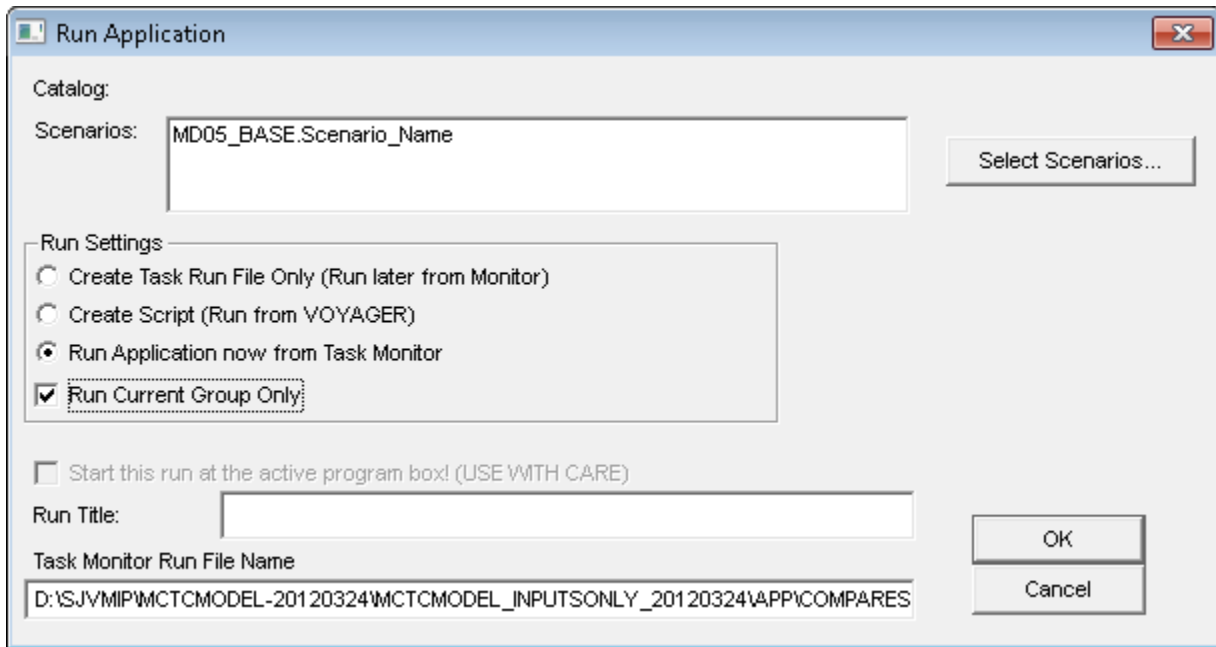 Run Application
Catalog:
Scenarios:
MD05_BASE.Scenario_Name
Select Scenarios...
Run Settings
Create Task Run File Only (Run later from Monitor)
Create Script (Run from VOYAGER)
Run Application now from Task Monitor
Run Current Group Only
Start this run at the active program box! (USE WITH CARE)
Run Title:
OK
Task Monitor Run File Name
D:\SJVMIP\MCTCMODEL-20120324\MCTCMODEL_INPUTSONLY_20120324\APP\COMPARES
Cancel